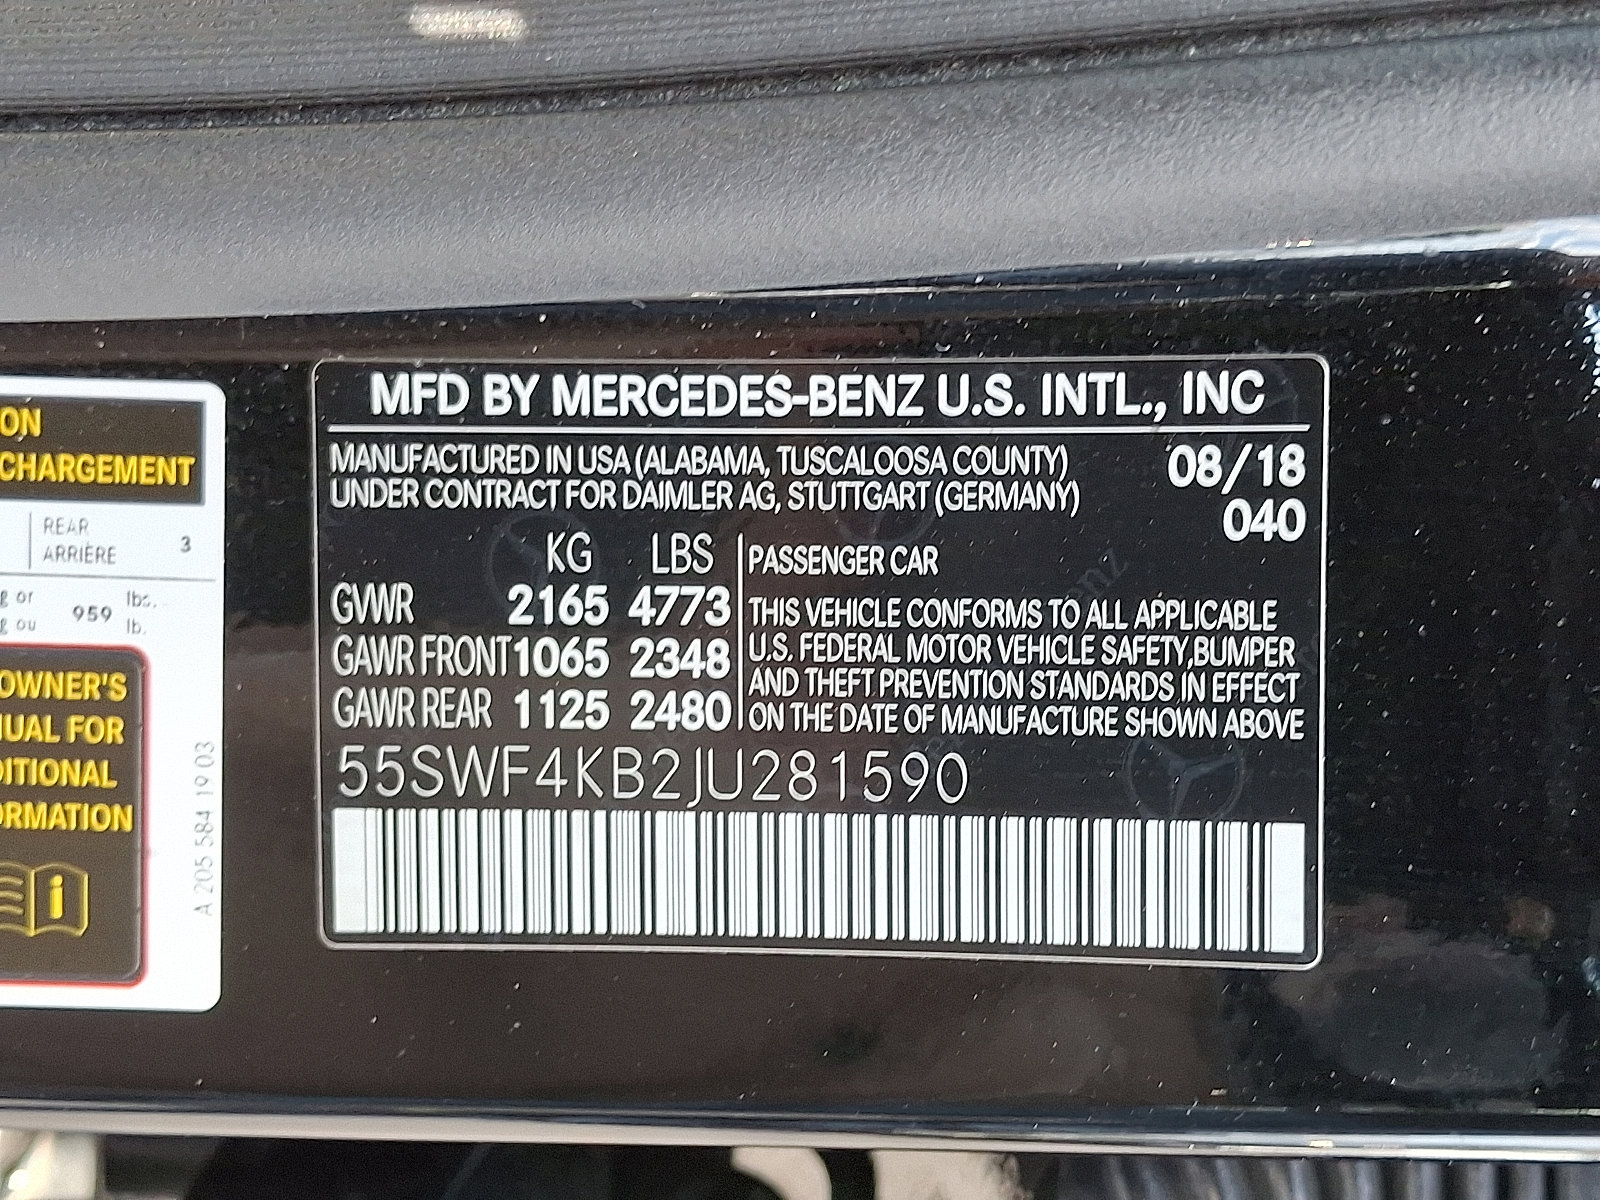 ON
CHARGEMENT
REAR
ARRIÈRE 3
g or 959 lbs.
g ou lb.
OWNER'S
UAL FOR
DITIONAL
ORMATION
i
A 205 584 19 03
MFD BY MERCEDES-BENZ U.S. INTL., INC
MANUFACTURED IN USA (ALABAMA, TUSCALOOSA COUNTY) 08/18
UNDER CONTRACT FOR DAIMLER AG, STUTTGART (GERMANY) 040
KG LBS
GVWR 2165 4773
GAWR FRONT 1065 2348
GAWR REAR 1125 2480
PASSENGER CAR
THIS VEHICLE CONFORMS TO ALL APPLICABLE
U.S. FEDERAL MOTOR VEHICLE SAFETY,BUMPER
AND THEFT PREVENTION STANDARDS IN EFFECT
ON THE DATE OF MANUFACTURE SHOWN ABOVE
55SWF4KB2JU281590